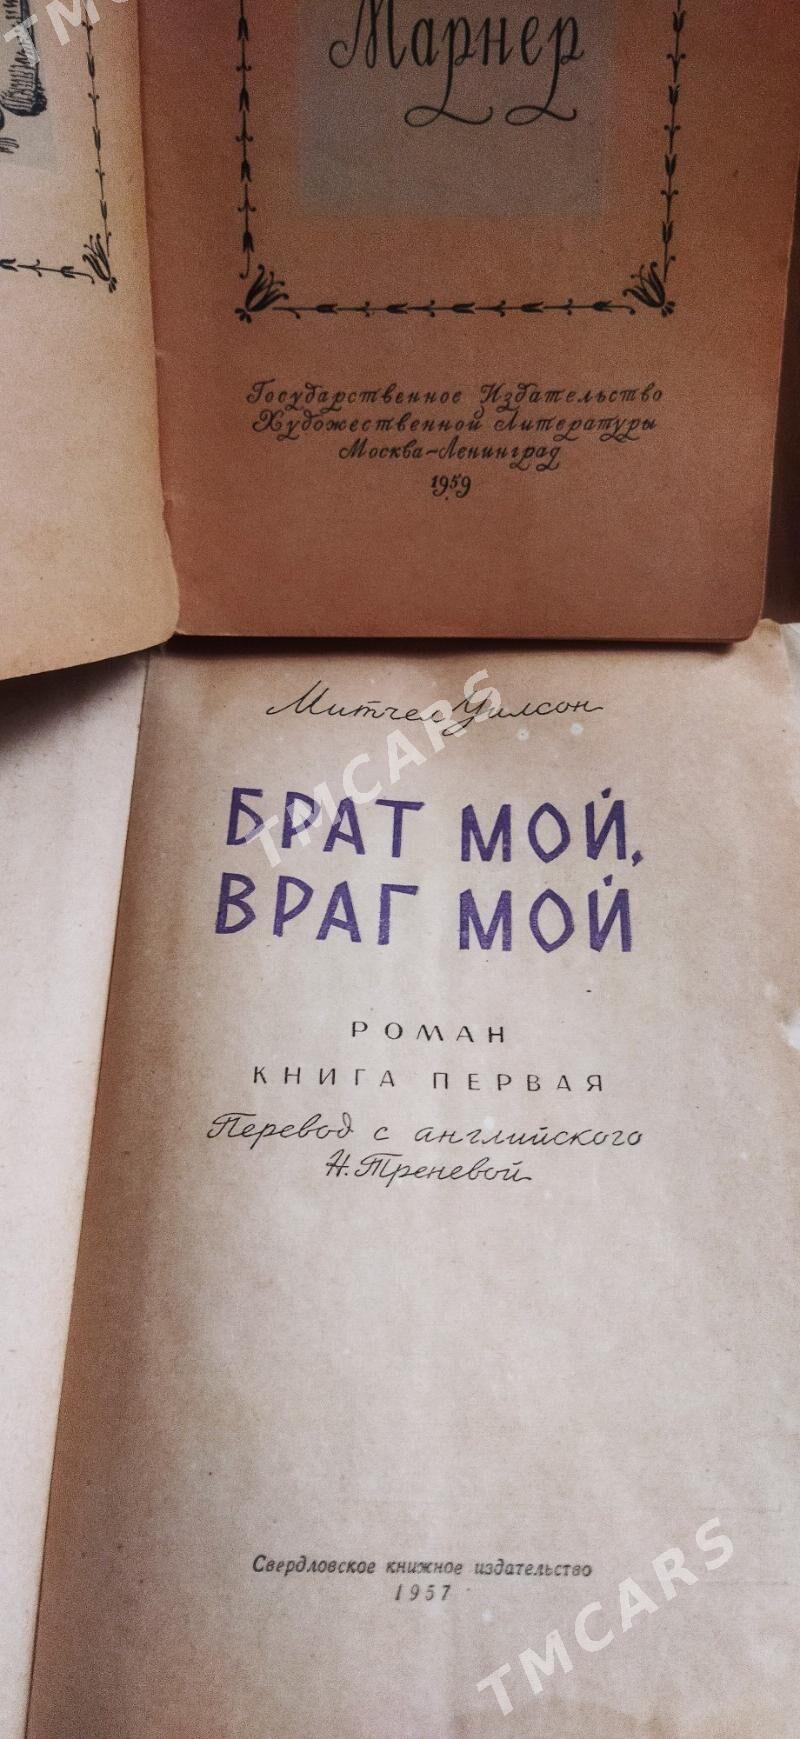 TMCARS
Марнер
Государственное Издательство
Художественной Литературы
Москва-Ленинград
1959
Митчел Уилсон
TMCARS
БРАТ МОЙ,
ВРАГ МОЙ
РОМАН
КНИГА ПЕРВАЯ
Перевод с английского
Н. Треневой
Свердловское книжное издательство
1957
TMCARS